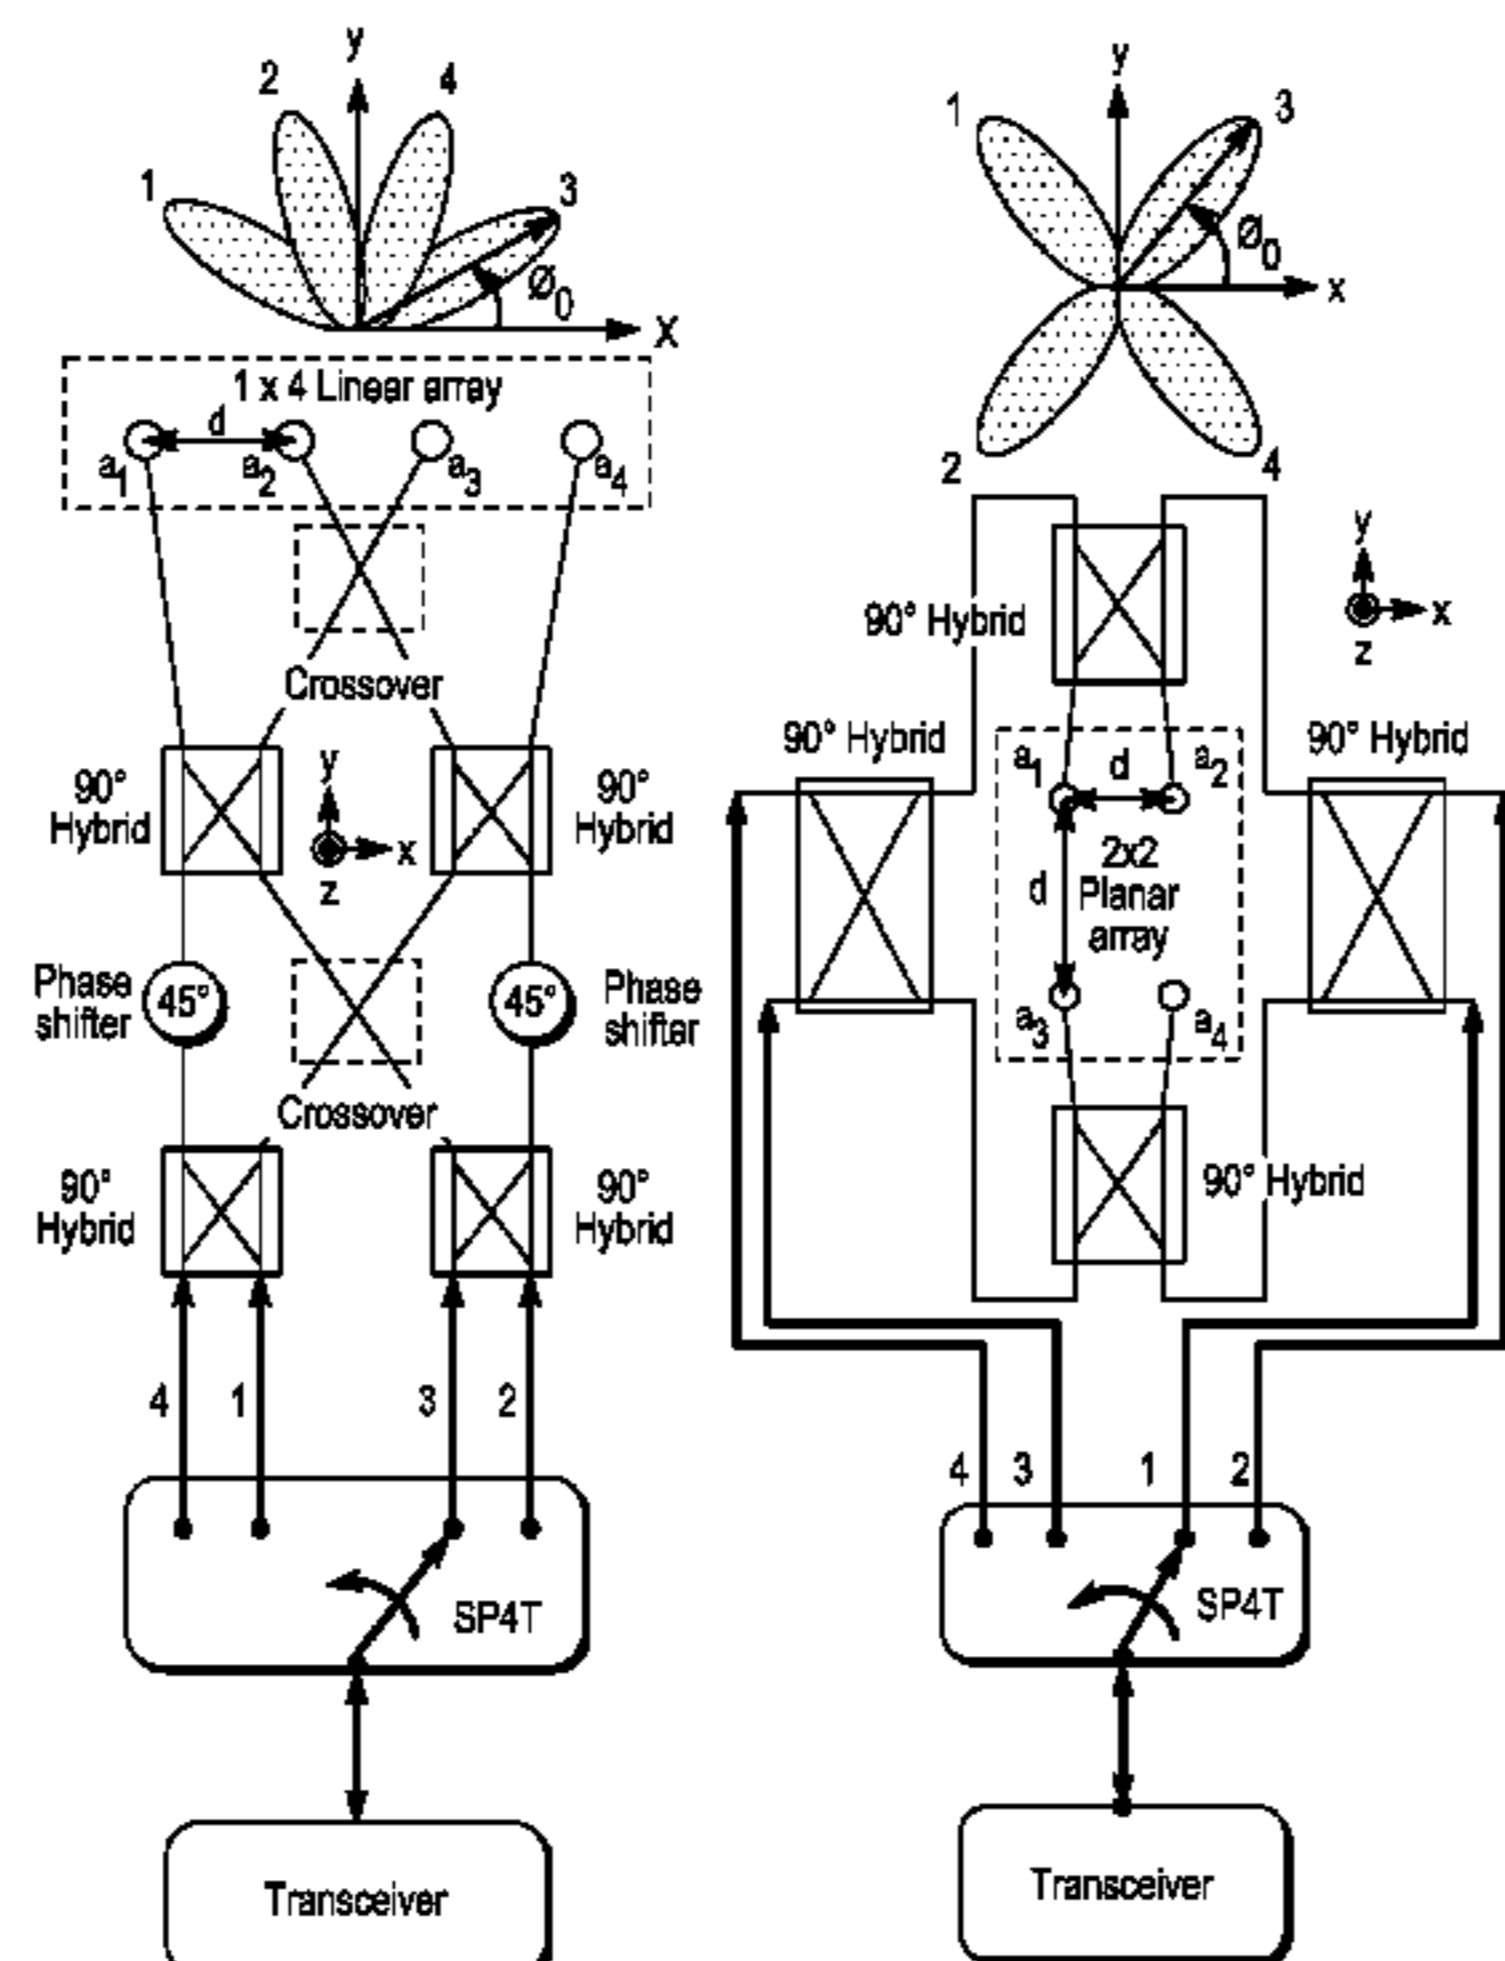 y
2
4
1
3
Ø0
X
1 x 4 Linear array
d
a1
a2
a3
a4
Crossover
90°
Hybrid
y
x
z
90°
Hybrid
Phase
shifter
45°
45°
Phase
shifter
Crossover
90°
Hybrid
90°
Hybrid
4
1
3
2
SP4T
Transceiver
y
1
3
Ø0
x
2
4
90° Hybrid
y
x
z
90° Hybrid
90° Hybrid
a1
d
a2
2x2
d
Planar
array
a3
a4
90° Hybrid
4
3
1
2
SP4T
Transceiver